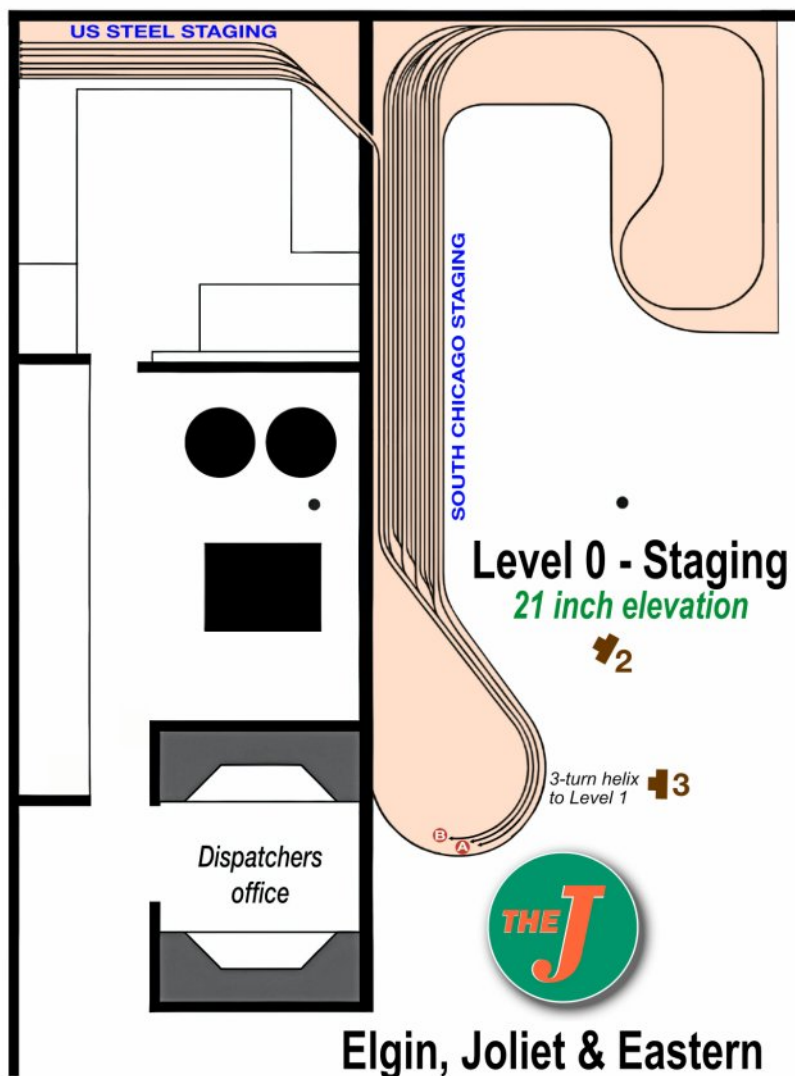 US STEEL STAGING
SOUTH CHICAGO STAGING
Level 0 - Staging
21 inch elevation
2
3-turn helix
to Level 1
3
B
A
Dispatchers
office
THE J
Elgin, Joliet & Eastern